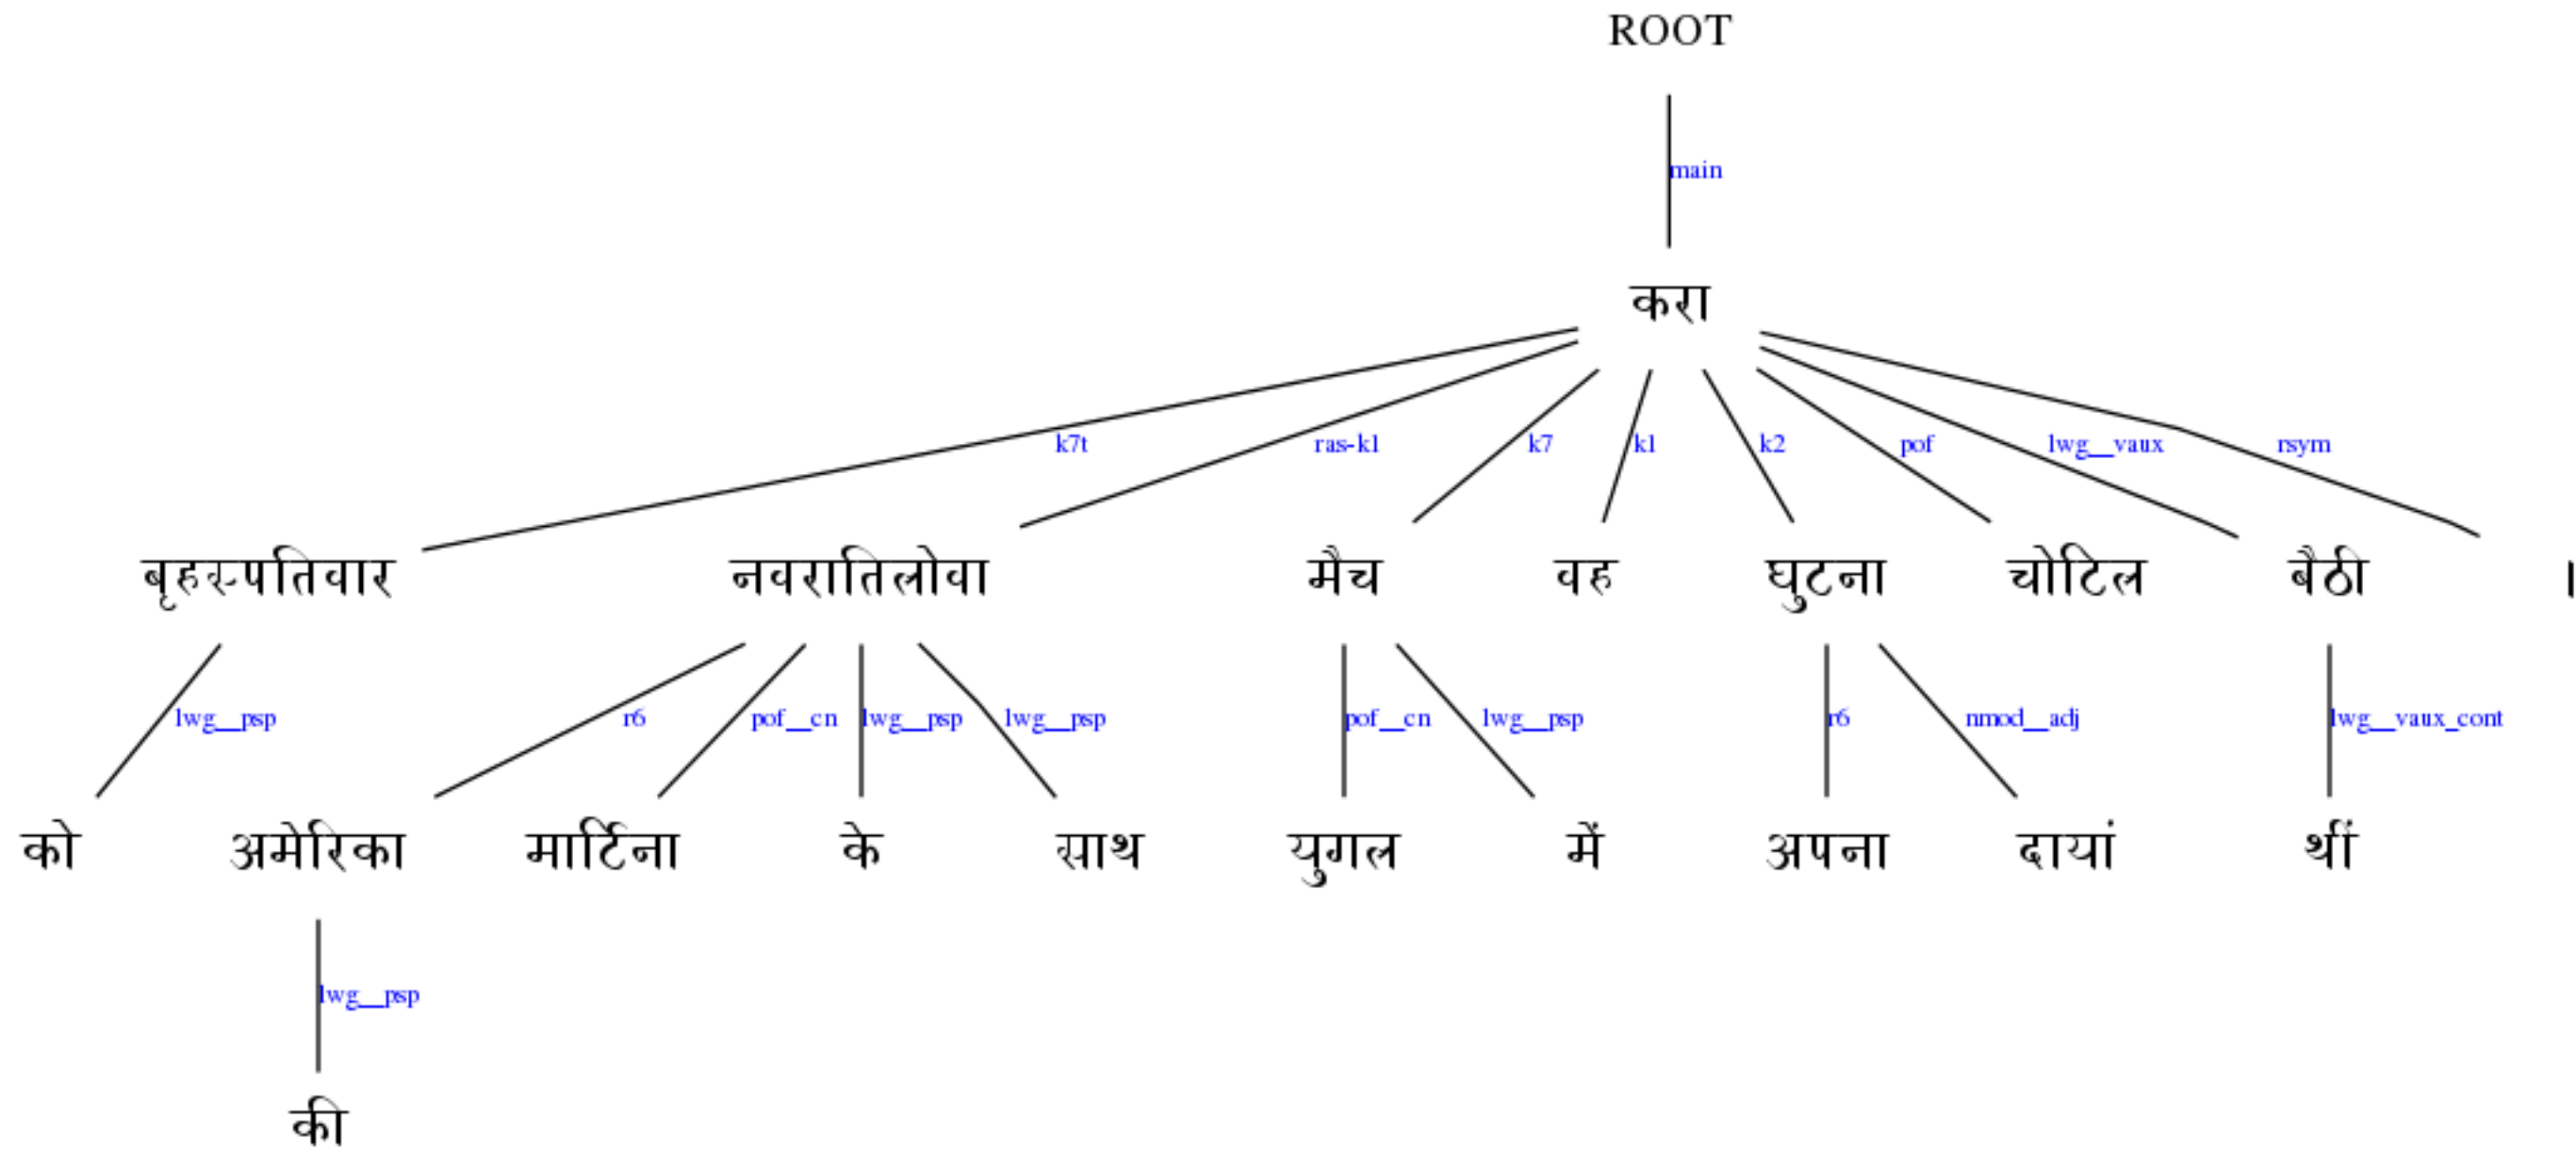 ROOT
main
करा
k7t ras-k1 k7 k1 k2 pof lwg__vaux rsym
बृहस्पतिवार नवरातिलोवा मैच वह घुटना चोटिल बैठी ।
lwg__psp r6 pof__cn lwg__psp lwg__psp pof__cn lwg__psp r6 nmod__adj lwg__vaux_cont
को अमेरिका मार्टिना के साथ युगल में अपना दायां थीं
lwg__psp
की